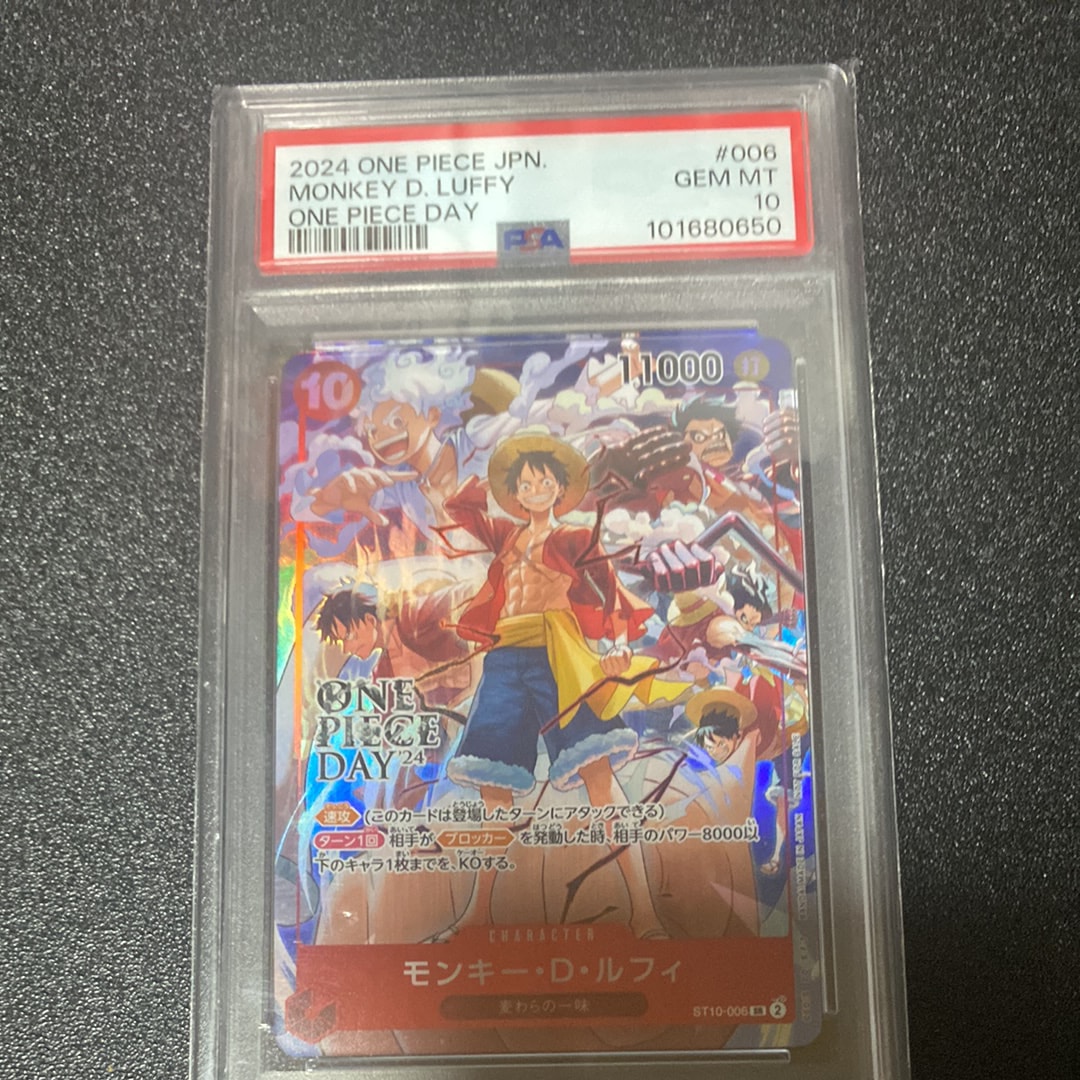 2024 ONE PIECE JPN. #006
MONKEY D. LUFFY GEM MT
ONE PIECE DAY 10
PSA 101680650
10 11000 打
ONE
PIECE
DAY '24
速攻 (このカードは登場したターンにアタックできる)
ターン1回 相手が ブロッカー を発動した時、相手のパワー8000以
下のキャラ1枚までを、KOする。
CHARACTER
モンキー・D・ルフィ
麦わらの一味
ST10-006 SR 2